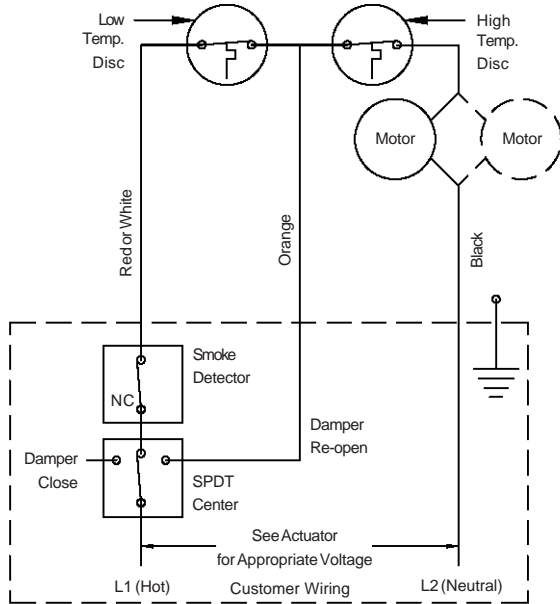 Low
Temp.
Disc
High
Temp.
Disc
Motor
Motor
Red or White
Orange
Black
Smoke
Detector
NC
Damper
Re-open
Damper
Close
SPDT
Center
See Actuator
for Appropriate Voltage
L1 (Hot)
Customer Wiring
L2 (Neutral)